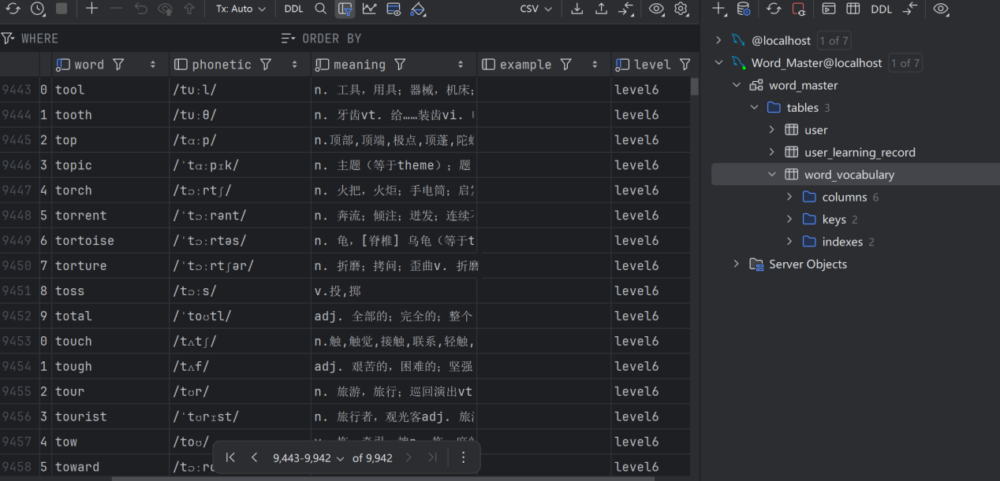 Tx: Auto DDL CSV DDL
WHERE ORDER BY
word phonetic meaning example level
9443 0 tool /tuːl/ n. 工具，用具；器械，机床； level6
9444 1 tooth /tuːθ/ n. 牙齿vt. 给……装齿vi. level6
9445 2 top /tɑːp/ n.顶部,顶端,极点,顶蓬,陀螺 level6
9446 3 topic /ˈtɑːpɪk/ n. 主题（等于theme）；题 level6
9447 4 torch /tɔːrtʃ/ n. 火把，火炬；手电筒；启发 level6
9448 5 torrent /ˈtɔːrənt/ n. 奔流；倾注；迸发；连续不 level6
9449 6 tortoise /ˈtɔːrtəs/ n. 龟，[脊椎] 乌龟（等于t level6
9450 7 torture /ˈtɔːrtʃər/ n. 折磨；拷问；歪曲v. 折磨 level6
9451 8 toss /tɔːs/ v.投,掷 level6
9452 9 total /ˈtoʊtl/ adj. 全部的；完全的；整个 level6
9453 0 touch /tʌtʃ/ n.触,触觉,接触,联系,轻触, level6
9454 1 tough /tʌf/ adj. 艰苦的，困难的；坚强 level6
9455 2 tour /tʊr/ n. 旅游，旅行；巡回演出vt level6
9456 3 tourist /ˈtʊrɪst/ n. 旅行者，观光客adj. 旅游 level6
9457 4 tow /toʊ/ level6
9458 5 toward /tɔːr level6
9,443-9,942 of 9,942
@localhost 1 of 7
Word_Master@localhost 1 of 7
word_master
tables 3
user
user_learning_record
word_vocabulary
columns 6
keys 2
indexes 2
Server Objects